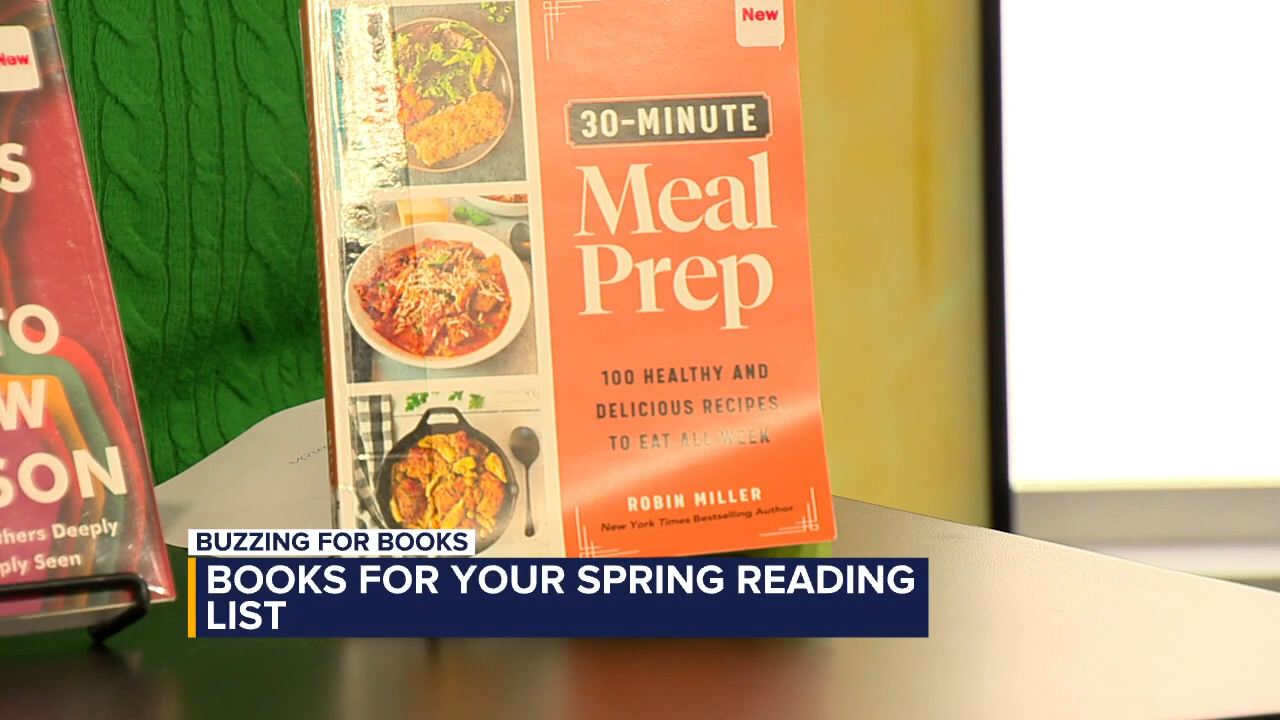 New
S
TO
W
SON
thers Deeply
ply Seen
New
30-MINUTE
Meal
Prep
100 HEALTHY AND
DELICIOUS RECIPES
TO EAT ALL WEEK
ROBIN MILLER
New York Times Bestselling Author
BUZZING FOR BOOKS
BOOKS FOR YOUR SPRING READING
LIST